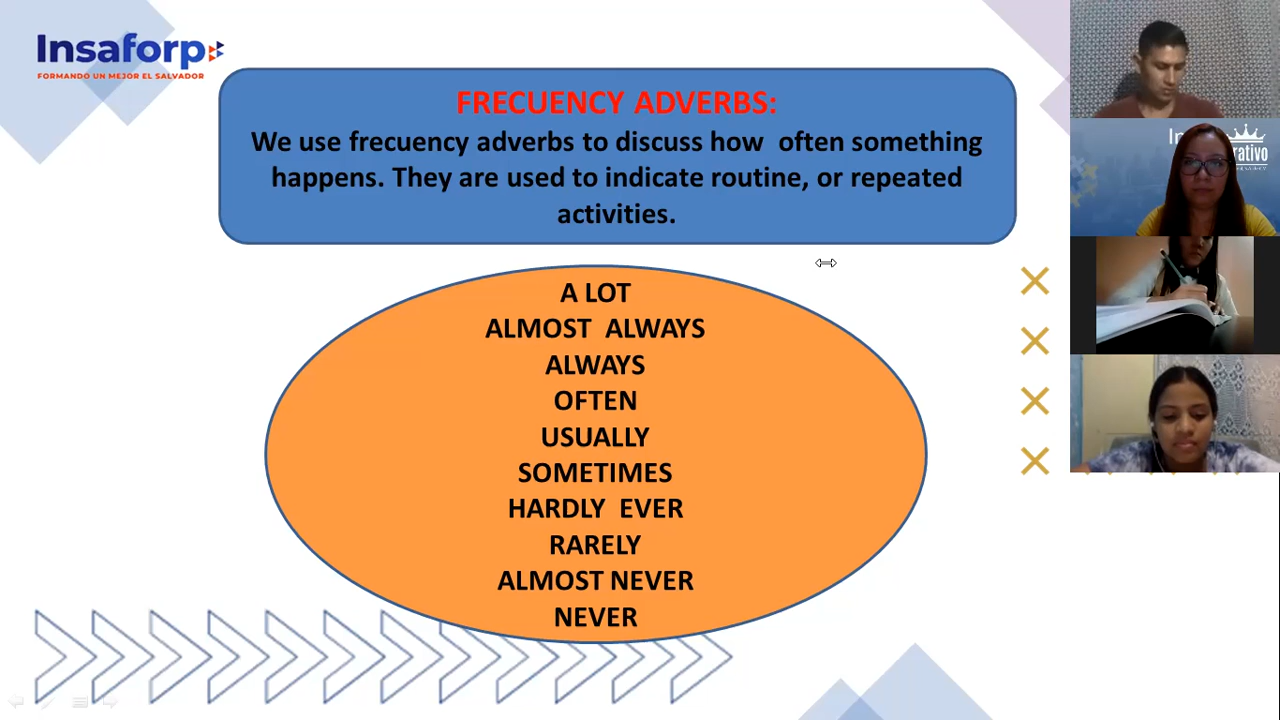 Insaforp
FORMANDO UN MEJOR EL SALVADOR
FRECUENCY ADVERBS:
We use frecuency adverbs to discuss how often something
happens. They are used to indicate routine, or repeated
activities.
A LOT
ALMOST ALWAYS
ALWAYS
OFTEN
USUALLY
SOMETIMES
HARDLY EVER
RARELY
ALMOST NEVER
NEVER